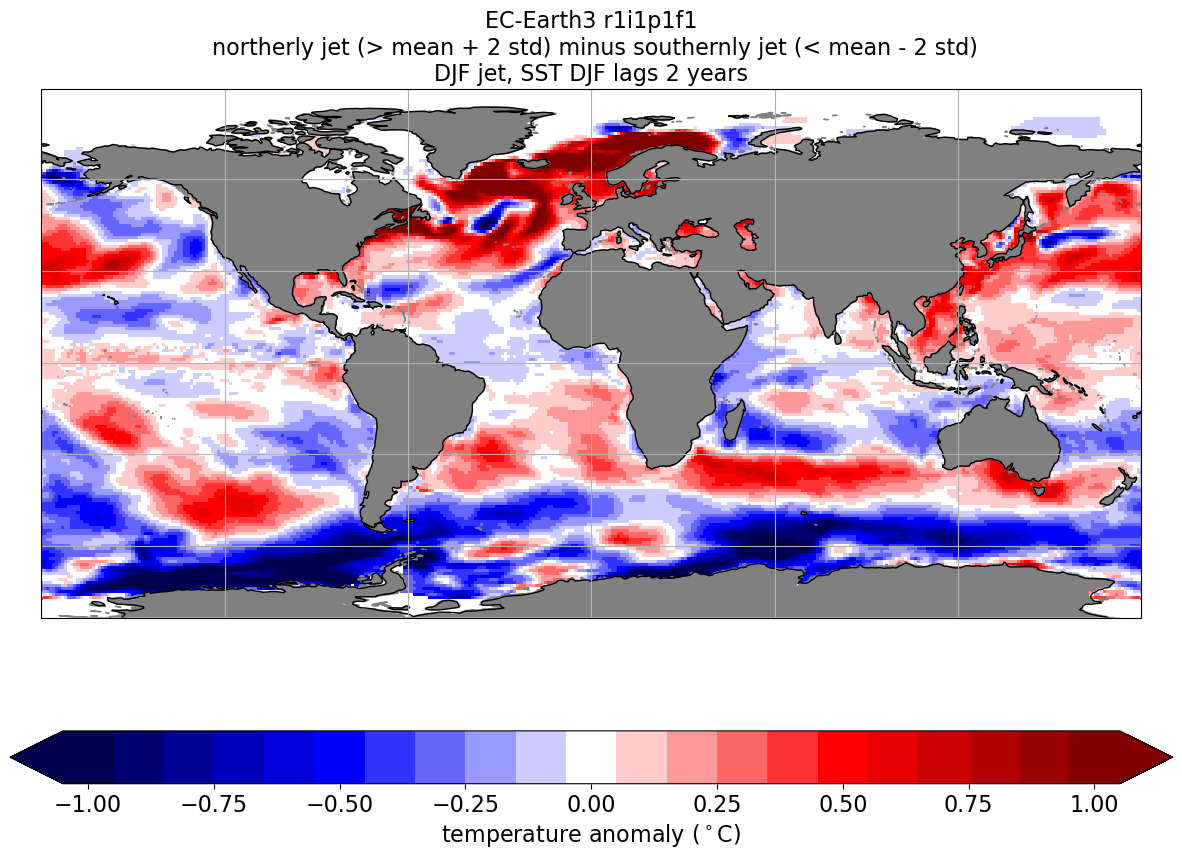 EC-Earth3 r1i1p1f1
northerly jet (> mean + 2 std) minus southernly jet (< mean - 2 std)
DJF jet, SST DJF lags 2 years
−1.00 −0.75 −0.50 −0.25 0.00 0.25 0.50 0.75 1.00
temperature anomaly (∘C)